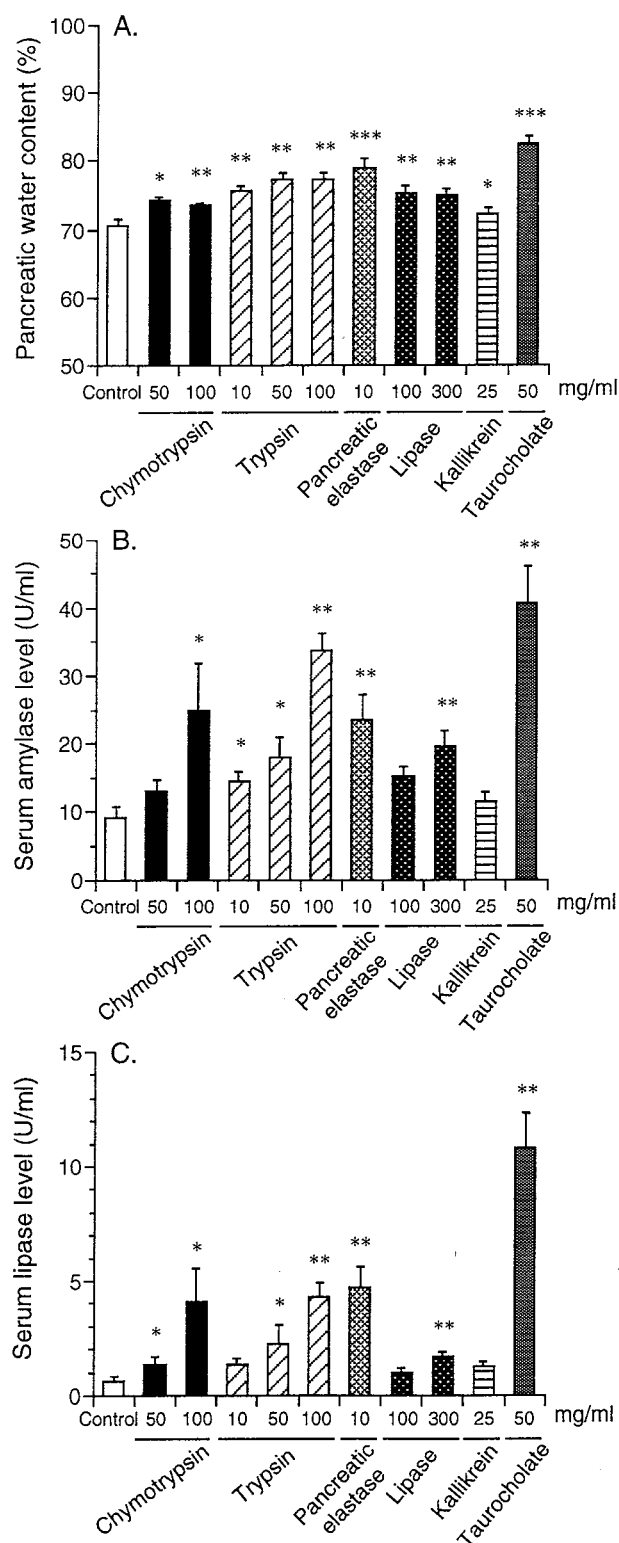 A.
Pancreatic water content (%)
100
90
80
70
60
50
* ** ** ** ** *** ** ** * ***
Control 50 100 10 50 100 10 100 300 25 50 mg/ml
Chymotrypsin
Trypsin
Pancreatic
elastase
Lipase
Kallikrein
Taurocholate
B.
Serum amylase level (U/ml)
50
40
30
20
10
0
* * * ** ** ** **
Control 50 100 10 50 100 10 100 300 25 50 mg/ml
Chymotrypsin
Trypsin
Pancreatic
elastase
Lipase
Kallikrein
Taurocholate
C.
Serum lipase level (U/ml)
15
10
5
0
* * * ** ** ** **
Control 50 100 10 50 100 10 100 300 25 50 mg/ml
Chymotrypsin
Trypsin
Pancreatic
elastase
Lipase
Kallikrein
Taurocholate